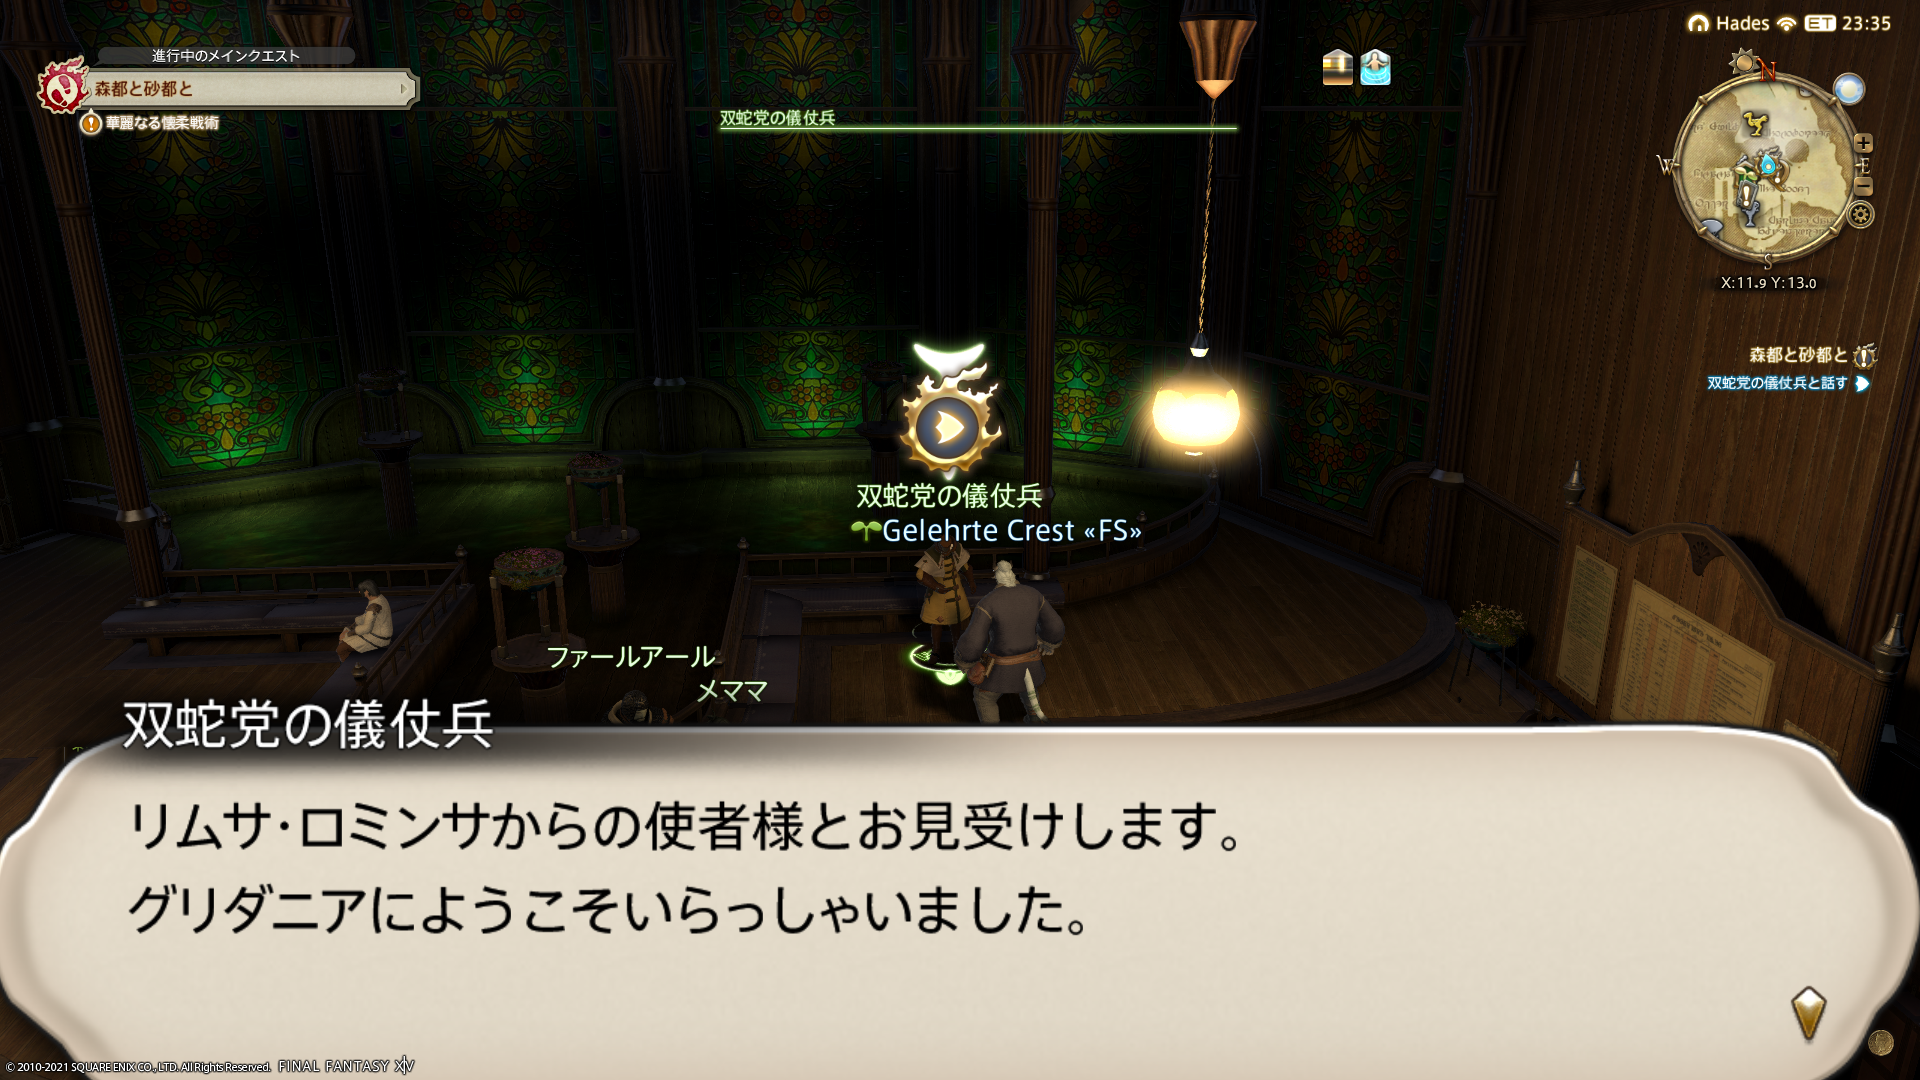 進行中のメインクエスト
森都と砂都と
華麗なる懐柔戦術
双蛇党の儀仗兵
Hades ET 23:35
N
W
E
S
X:11.9 Y:13.0
森都と砂都と
双蛇党の儀仗兵と話す
双蛇党の儀仗兵
Gelehrte Crest «FS»
ファールアール
メママ
双蛇党の儀仗兵
リムサ・ロミンサからの使者様とお見受けします。
グリダニアにようこそいらっしゃいました。
© 2010-2021 SQUARE ENIX CO., LTD. All Rights Reserved. FINAL FANTASY XIV